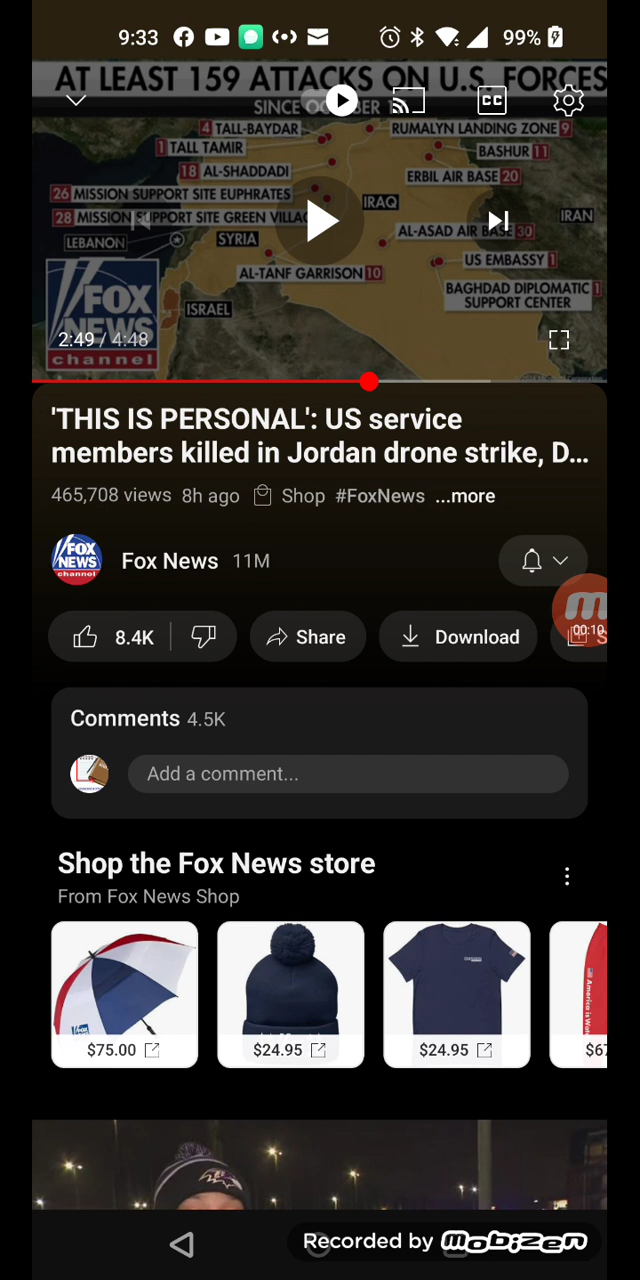 9:33
99%
AT LEAST 159 ATTACKS ON U.S. FORCES
4 TALL-BAYDAR
RUMALYN LANDING ZONE 9
1 TALL TAMIR
BASHUR 11
18 AL-SHADDADI
ERBIL AIR BASE 20
26 MISSION SUPPORT SITE EUPHRATES
IRAQ
28 MISSION SUPPORT SITE GREEN
IRAN
LEBANON
SYRIA
AL-ASAD AIR BASE 30
US EMBASSY 1
AL-TANF GARRISON 10
BAGHDAD DIPLOMATIC 1
SUPPORT CENTER
ISRAEL
FOX
NEWS
channel
2:49 / 4:48
CC
'THIS IS PERSONAL': US service
members killed in Jordan drone strike, D...
465,708 views 8h ago Shop #FoxNews ...more
FOX
NEWS
channel
Fox News 11M
00:10
8.4K Share Download
Comments 4.5K
Add a comment...
Shop the Fox News store
From Fox News Shop
FOX
$75.00 $24.95 $24.95
America is
Recorded by mobizen